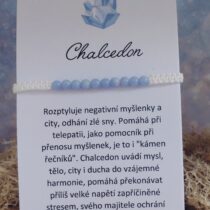 Chalcedon
Rozptyluje negativní myšlenky a
city, odhání zlé sny. Pomáhá při
telepatii, jako pomocník při
přenosu myšlenek, je to i "kámen
řečníků". Chalcedon uvádí mysl,
tělo, city i ducha do vzájemné
harmonie, pomáhá překonávat
příliš velké napětí zapříčiněné
stresem, svého majitele ochrání